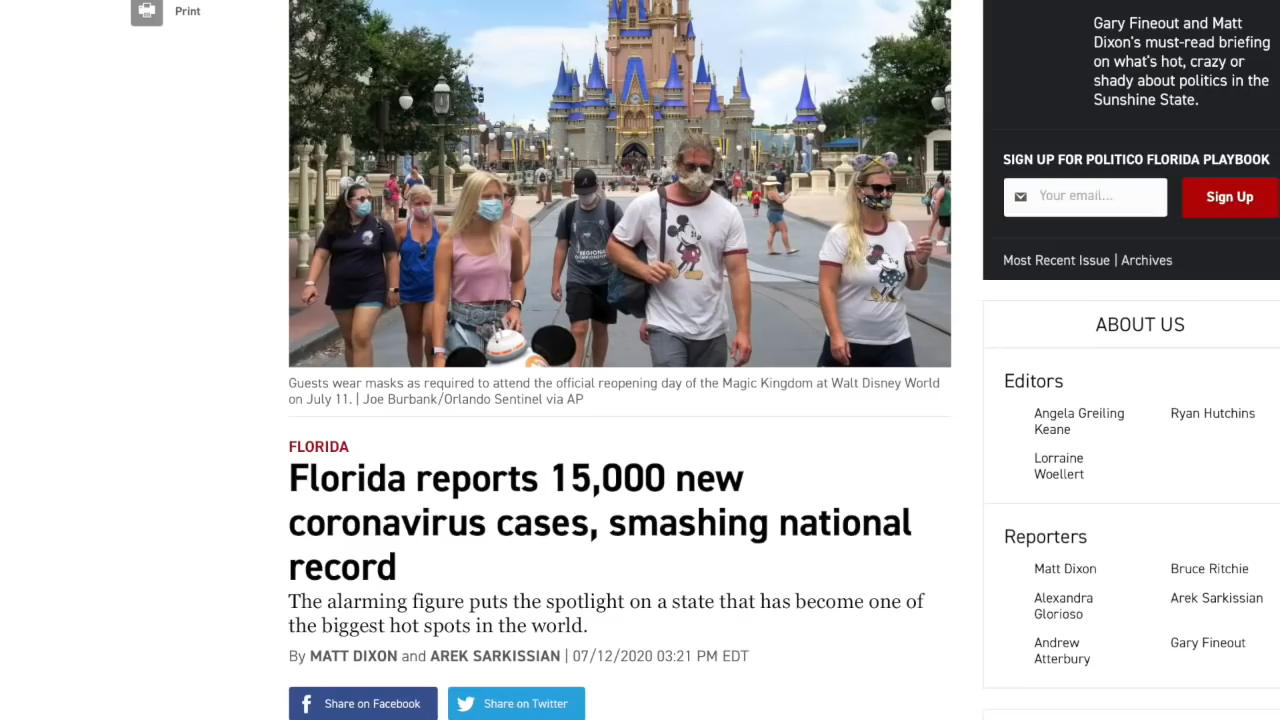 Print
Gary Fineout and Matt
Dixon's must-read briefing
on what's hot, crazy or
shady about politics in the
Sunshine State.
SIGN UP FOR POLITICO FLORIDA PLAYBOOK
Your email...
Sign Up
Most Recent Issue | Archives
REGIONAL
Guests wear masks as required to attend the official reopening day of the Magic Kingdom at Walt Disney World
on July 11. | Joe Burbank/Orlando Sentinel via AP
FLORIDA
Florida reports 15,000 new
coronavirus cases, smashing national
record
The alarming figure puts the spotlight on a state that has become one of
the biggest hot spots in the world.
By MATT DIXON and AREK SARKISSIAN | 07/12/2020 03:21 PM EDT
Share on Facebook
Share on Twitter
ABOUT US
Editors
Angela Greiling
Keane
Ryan Hutchins
Lorraine
Woellert
Reporters
Matt Dixon
Bruce Ritchie
Alexandra
Glorioso
Arek Sarkissian
Andrew
Atterbury
Gary Fineout